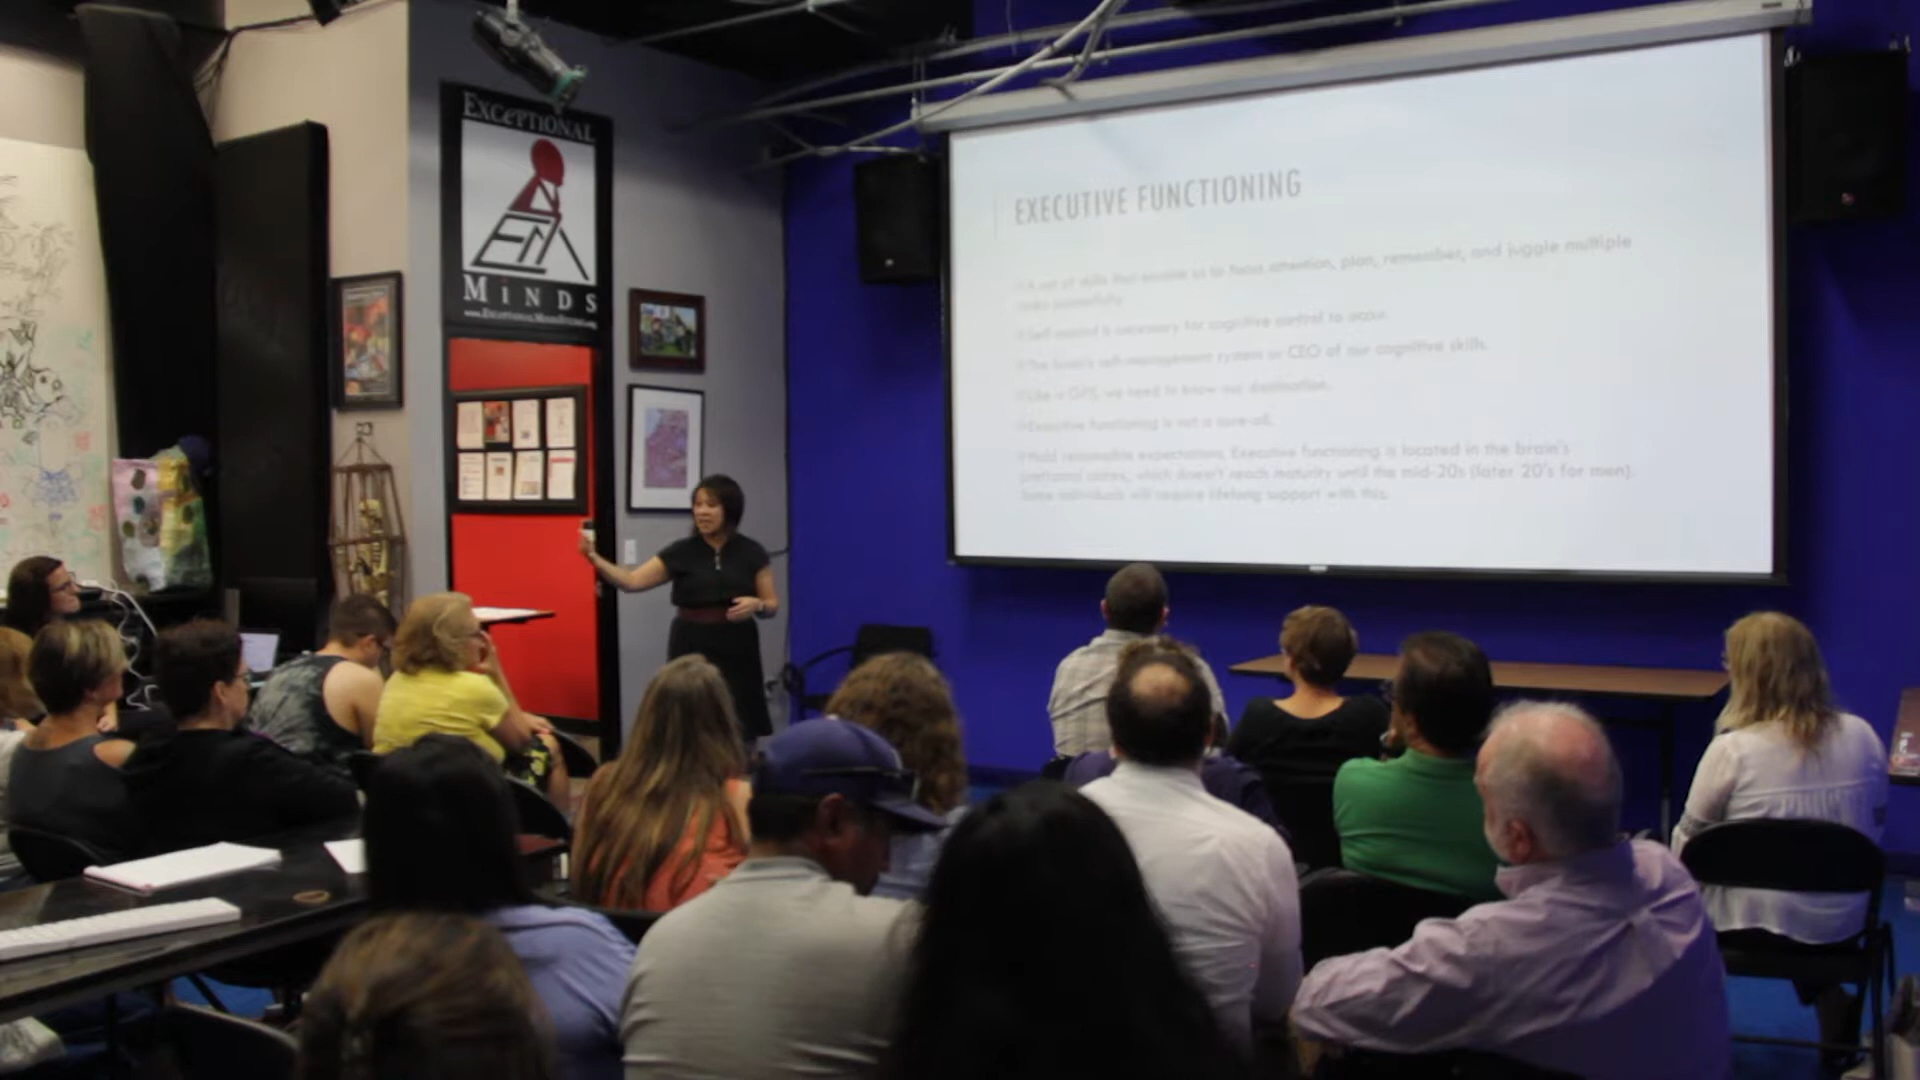 EXCEPTIONAL
MINDS
EXECUTIVE FUNCTIONING
A set of skills that enable us to focus attention, plan, remember, and juggle multiple
tasks
Self control is necessary for cognitive control to occur.
The brain's self-management system or CEO of our cognitive skills.
Like a GPS, we need to know our destination.
Executive functioning is not a cure-all.
Hold reasonable expectations. Executive functioning is located in the brain's
prefrontal cortex, which doesn't reach maturity until the mid-20s (later 20's for men).
Some individuals will require lifelong support with this.